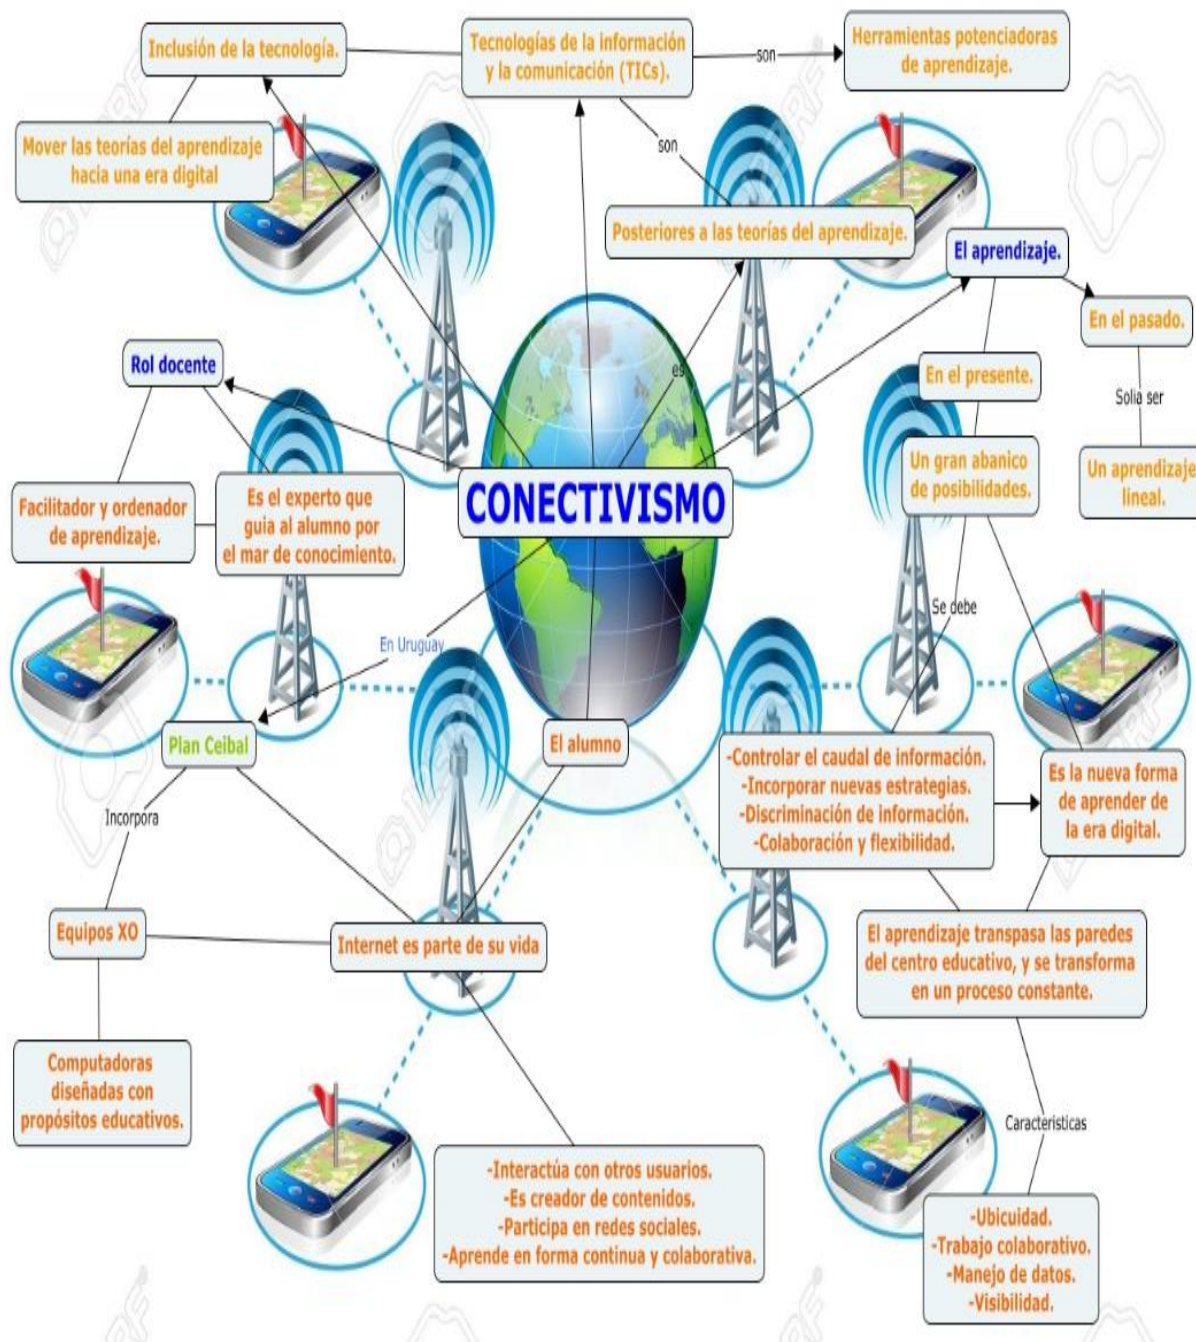 Inclusión de la tecnología.
Tecnologías de la información
y la comunicación (TICs).
son
Herramientas potenciadoras
de aprendizaje.
Mover las teorías del aprendizaje
hacia una era digital
son
Posteriores a las teorías del aprendizaje.
El aprendizaje.
En el pasado.
Rol docente
es
En el presente.
Solia ser
Facilitador y ordenador
de aprendizaje.
Es el experto que
guia al alumno por
el mar de conocimiento.
CONECTIVISMO
Un gran abanico
de posibilidades.
Un aprendizaje
lineal.
Se debe
En Uruguay
Plan Ceibal
El alumno
-Controlar el caudal de información.
-Incorporar nuevas estrategias.
-Discriminación de información.
-Colaboración y flexibilidad.
Es la nueva forma
de aprender de
la era digital.
Incorpora
Equipos XO
Internet es parte de su vida
El aprendizaje transpasa las paredes
del centro educativo, y se transforma
en un proceso constante.
Computadoras
diseñadas con
propósitos educativos.
Caracteristicas
-Interactúa con otros usuarios.
-Es creador de contenidos.
-Participa en redes sociales.
-Aprende en forma continua y colaborativa.
-Ubicuidad.
-Trabajo colaborativo.
-Manejo de datos.
-Visibilidad.